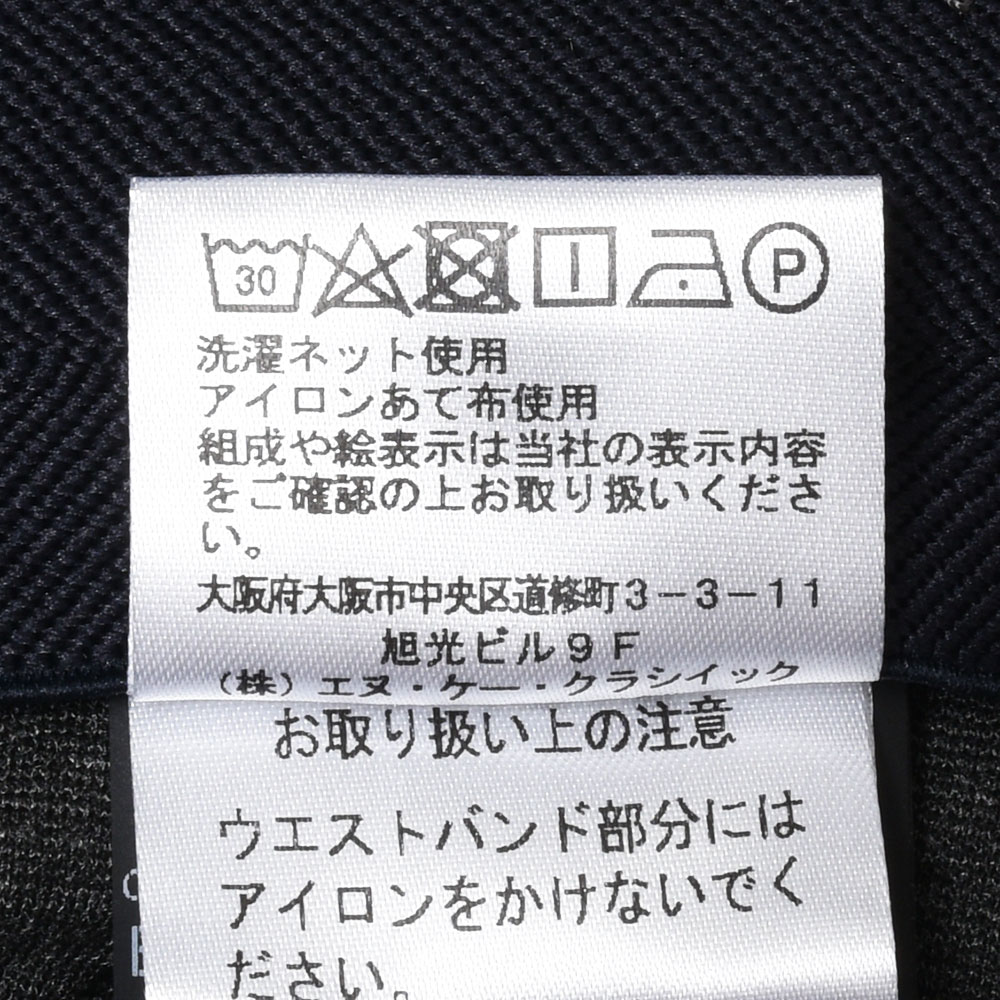 30 P
洗濯ネット使用
アイロンあて布使用
組成や絵表示は当社の表示内容
をご確認の上お取り扱いくださ
い。
大阪府大阪市中央区道修町3-3-11
旭光ビル9F
(株)エヌ・ケー・クラシイック
お取り扱い上の注意
ウエストバンド部分には
アイロンをかけないでく
ださい。